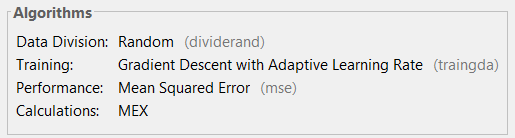 Algorithms
Data Division: Random (dividerand)
Training: Gradient Descent with Adaptive Learning Rate (traingda)
Performance: Mean Squared Error (mse)
Calculations: MEX